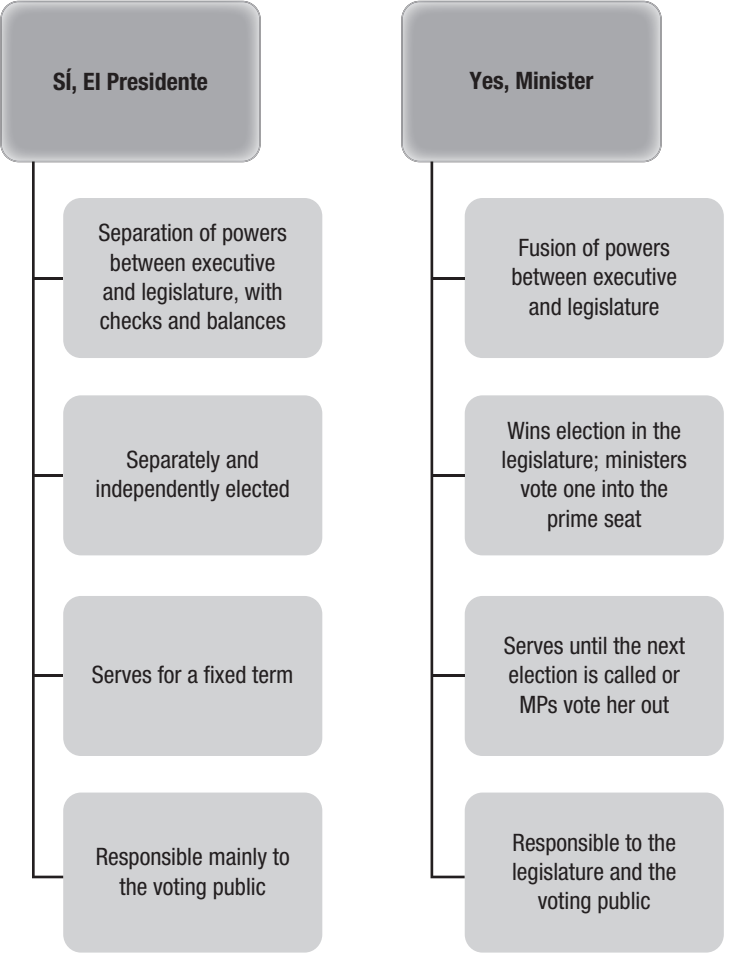 SÍ, El Presidente
Separation of powers
between executive
and legislature, with
checks and balances
Separately and
independently elected
Serves for a fixed term
Responsible mainly to
the voting public
Yes, Minister
Fusion of powers
between executive
and legislature
Wins election in the
legislature; ministers
vote one into the
prime seat
Serves until the next
election is called or
MPs vote her out
Responsible to the
legislature and the
voting public